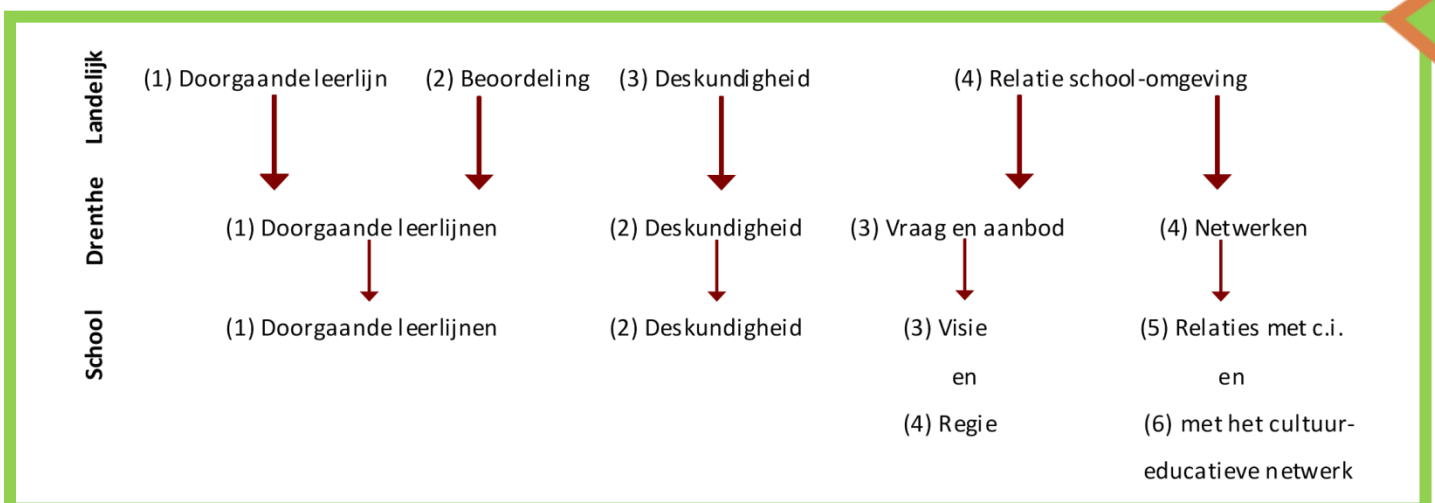 Landelijk
(1) Doorgaande leerlijn (2) Beoordeling (3) Deskundigheid (4) Relatie school-omgeving
Drenthe
(1) Doorgaande leerlijnen (2) Deskundigheid (3) Vraag en aanbod (4) Netwerken
School
(1) Doorgaande leerlijnen (2) Deskundigheid (3) Visie (5) Relaties met c.i.
en en
(4) Regie (6) met het cultuur-
educatieve netwerk